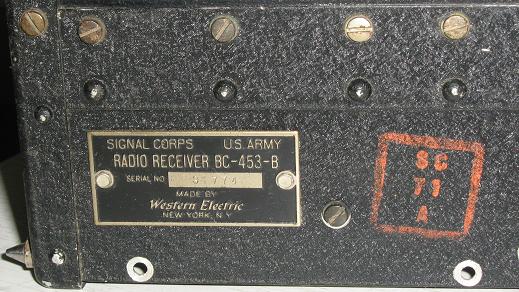 SIGNAL CORPS U.S. ARMY
RADIO RECEIVER BC-453-B
SERIAL NO.
MADE BY
Western Electric
NEW YORK, N.Y.
SC
71
A